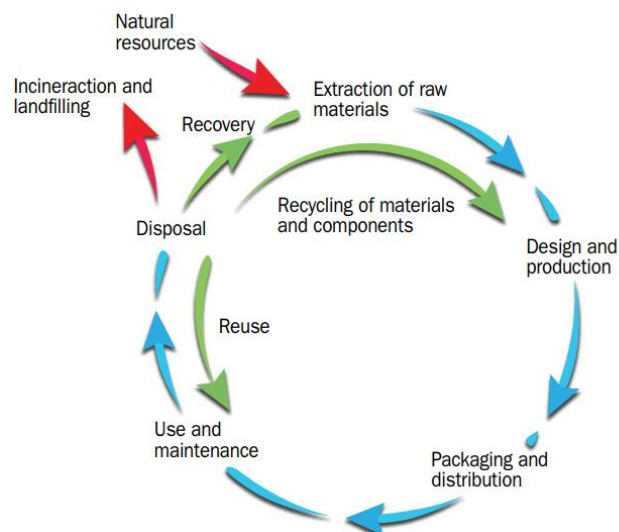 Natural
resources
Incineraction and
landfilling
Extraction of raw
materials
Recovery
Recycling of materials
and components
Disposal
Design and
production
Reuse
Use and
maintenance
Packaging and
distribution